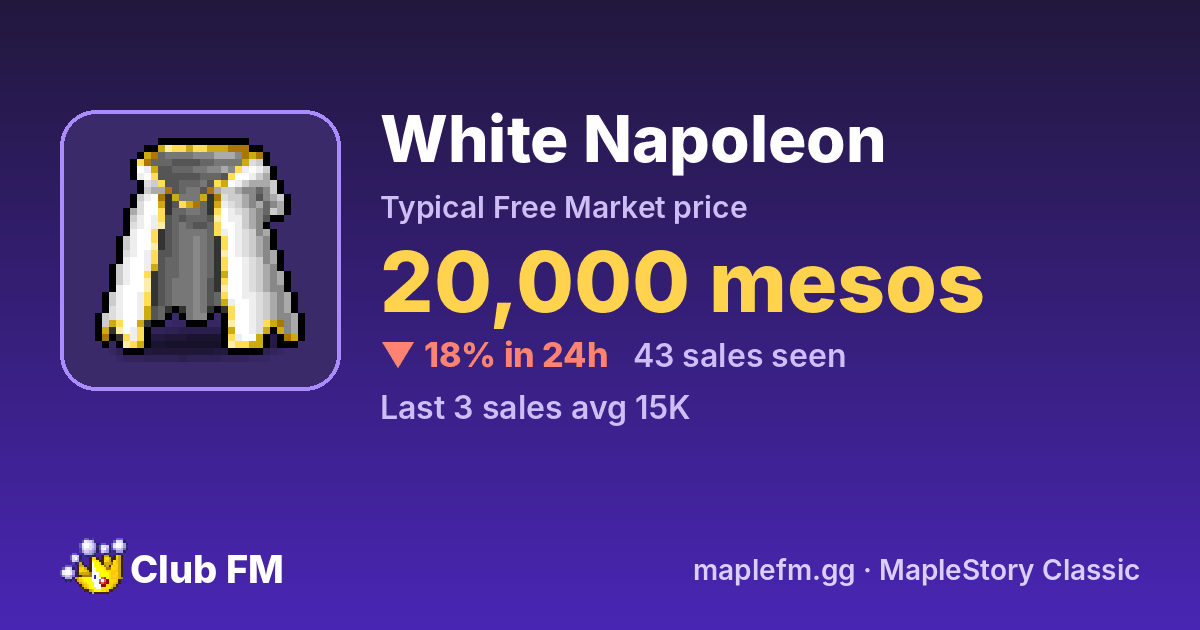 White Napoleon
Typical Free Market price
20,000 mesos
▼ 18% in 24h 43 sales seen
Last 3 sales avg 15K
Club FM
maplefm.gg · MapleStory Classic